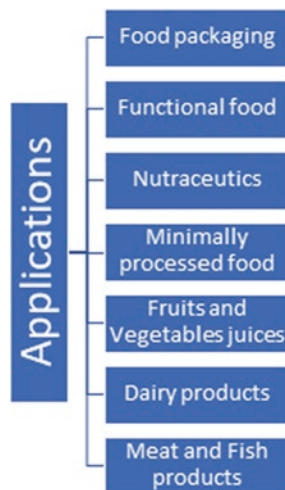 Applications
Food packaging
Functional food
Nutraceutics
Minimally
processed food
Fruits and
Vegetables juices
Dairy products
Meat and Fish
products